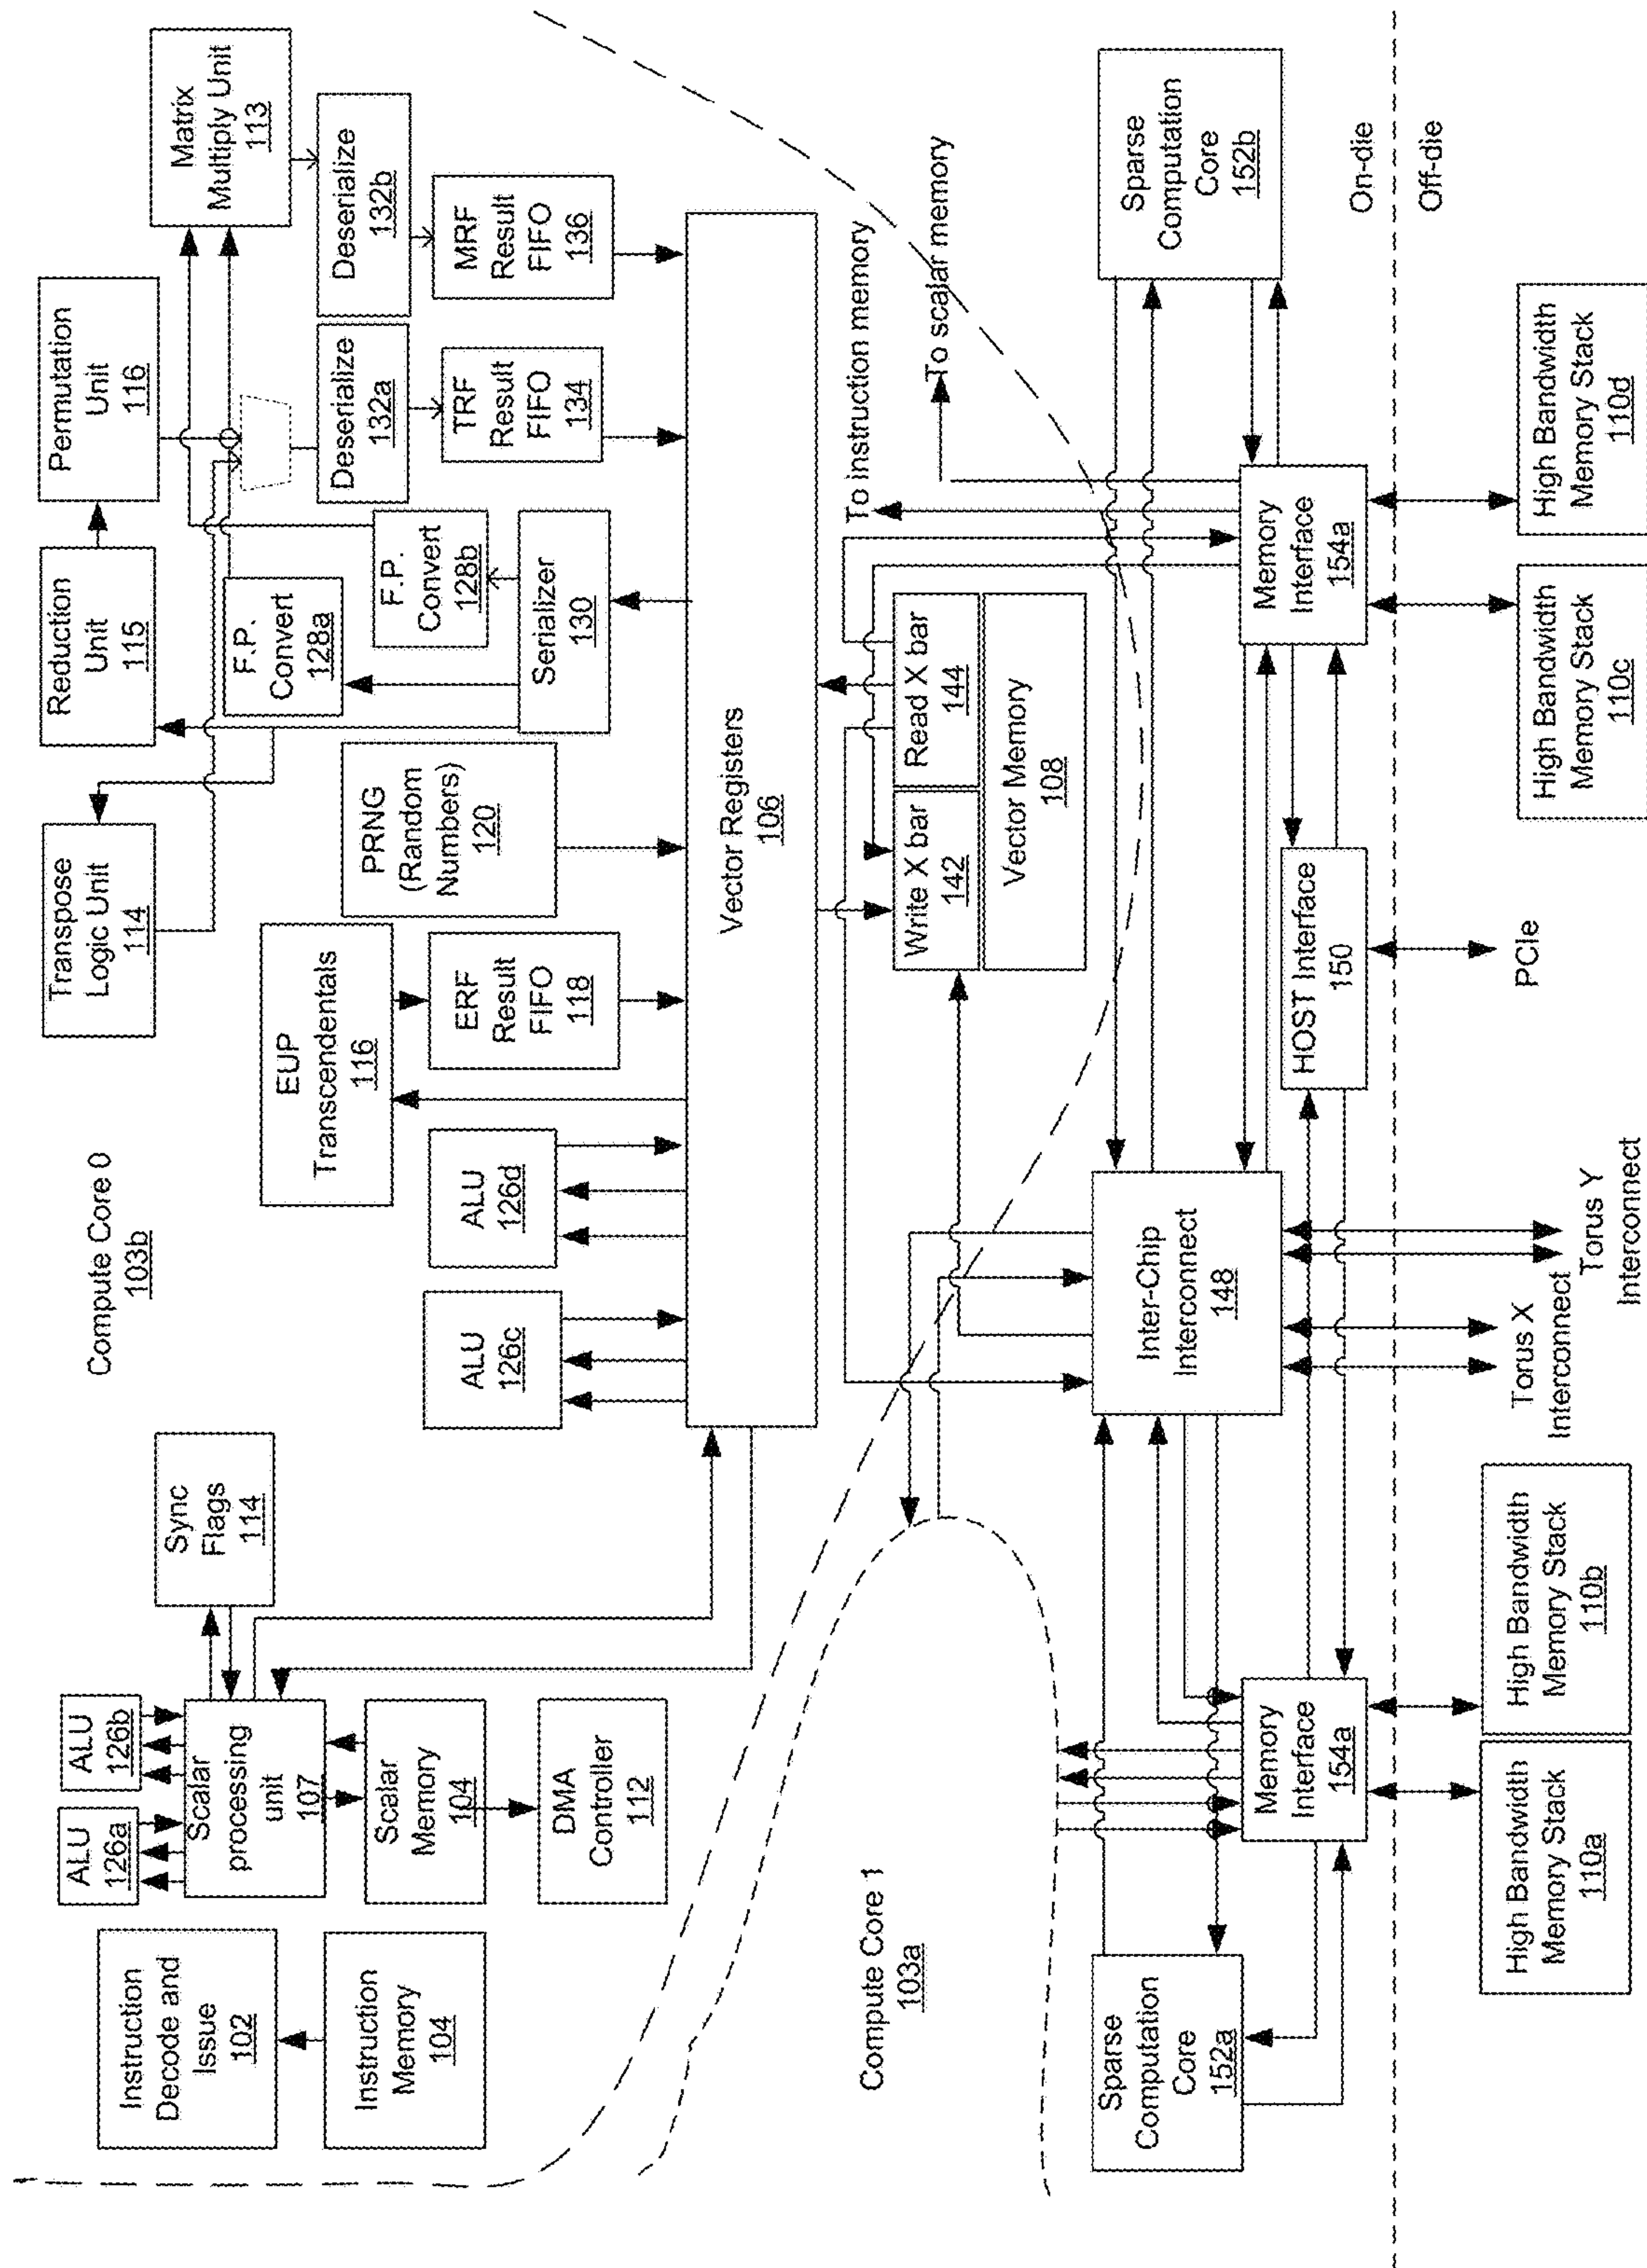 Compute Core 0
103b
Instruction
Decode and
Issue
102
Instruction
Memory
104
ALU
126a
ALU
126b
Scalar
processing
unit
107
Scalar
Memory
104
DMA
Controller
112
Sync
Flags
114
ALU
126c
ALU
126d
EUP
Transcendentals
116
ERF
Result
FIFO
118
PRNG
(Random
Numbers)
120
Transpose
Logic Unit
114
Reduction
Unit
115
Permutation
Unit
116
F.P.
Convert
128a
F.P.
Convert
128b
Serializer
130
Deserialize
132a
TRF
Result
FIFO
134
Matrix
Multiply Unit
113
Deserialize
132b
MRF
Result
FIFO
136
Vector Registers
106
Write X bar
142
Read X bar
144
Vector Memory
108
To instruction memory
To scalar memory
Compute Core 1
103a
Sparse
Computation
Core
152a
Memory
Interface
154a
Inter-Chip
Interconnect
148
HOST Interface
150
Memory
Interface
154a
Sparse
Computation
Core
152b
On-die
Off-die
High Bandwidth
Memory Stack
110a
High Bandwidth
Memory Stack
110b
Torus X
Interconnect
Torus Y
Interconnect
PCIe
High Bandwidth
Memory Stack
110c
High Bandwidth
Memory Stack
110d